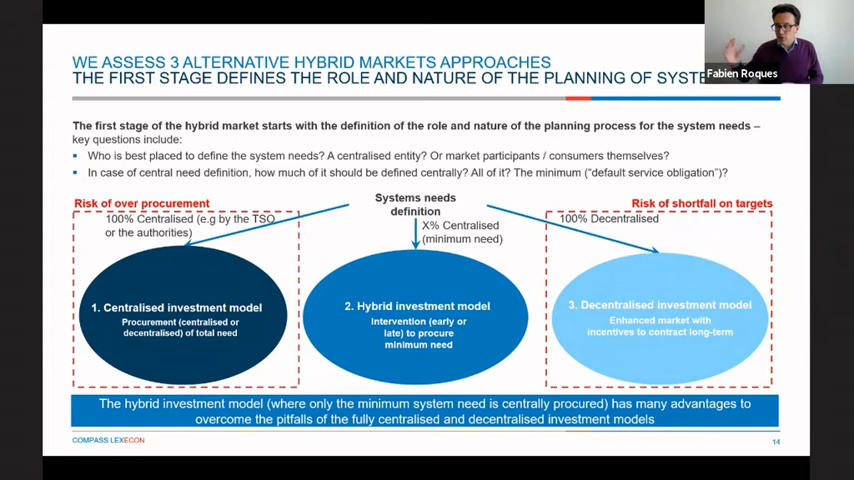 WE ASSESS 3 ALTERNATIVE HYBRID MARKETS APPROACHES
THE FIRST STAGE DEFINES THE ROLE AND NATURE OF THE PLANNING OF
Fabien Roques
The first stage of the hybrid market starts with the definition of the role and nature of the planning process for the system needs –
key questions include:
▪ Who is best placed to define the system needs? A centralised entity? Or market participants / consumers themselves?
▪ In case of central need definition, how much of it should be defined centrally? All of it? The minimum ("default service obligation")?
Risk of over procurement
Systems needs
definition
Risk of shortfall on targets
100% Centralised (e.g by the TSO
or the authorities)
X% Centralised
(minimum need)
100% Decentralised
1. Centralised investment model
Procurement (centralised or
decentralised) of total need
2. Hybrid investment model
Intervention (early or
late) to procure
minimum need
3. Decentralised investment model
Enhanced market with
incentives to contract long-term
The hybrid investment model (where only the minimum system need is centrally procured) has many advantages to
overcome the pitfalls of the fully centralised and decentralised investment models
COMPASS LEXECON
14